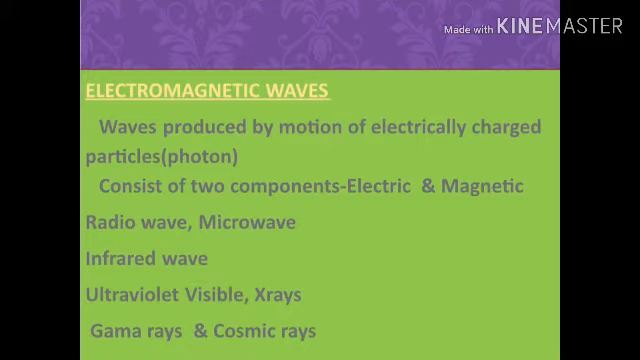 Made with KINEMASTER
ELECTROMAGNETIC WAVES
Waves produced by motion of electrically charged
particles(photon)
Consist of two components-Electric & Magnetic
Radio wave, Microwave
Infrared wave
Ultraviolet Visible, Xrays
Gama rays & Cosmic rays